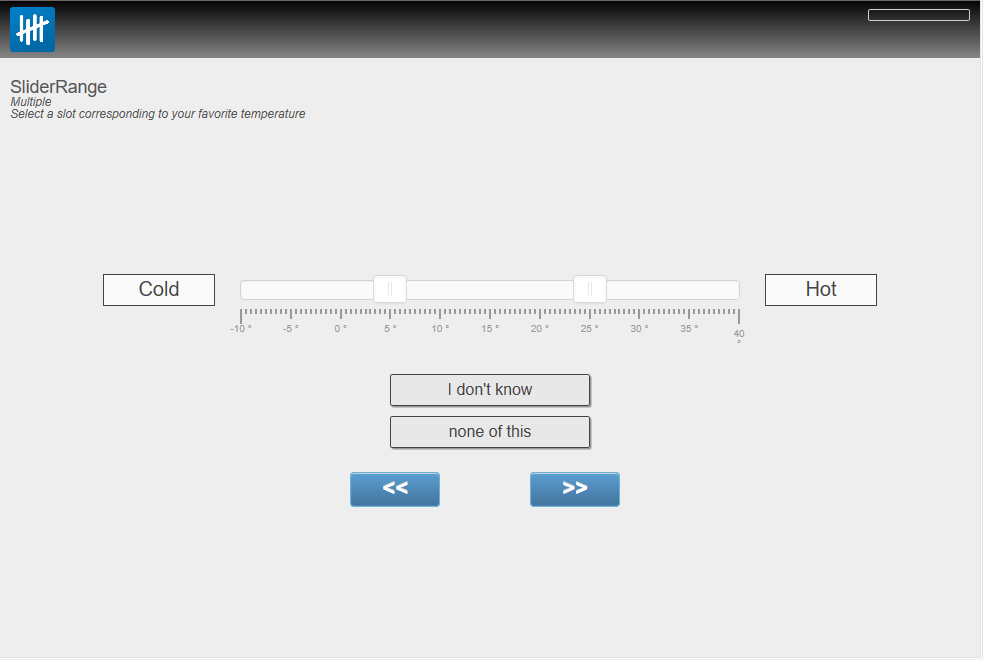 SliderRange
Multiple
Select a slot corresponding to your favorite temperature
Cold
Hot
-10 ° -5 ° 0 ° 5 ° 10 ° 15 ° 20 ° 25 ° 30 ° 35 ° 40 °
I don't know
none of this
<< >>